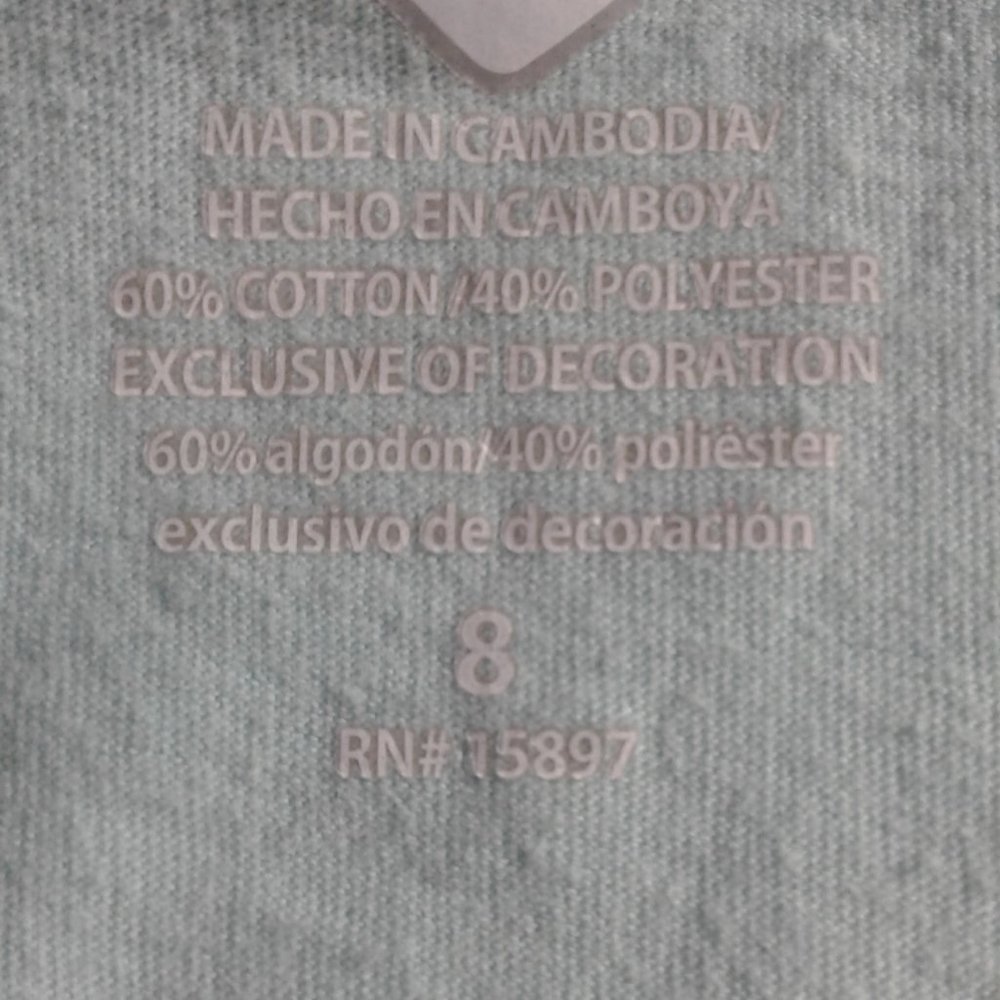 MADE IN CAMBODIA/
HECHO EN CAMBOYA
60% COTTON /40% POLYESTER
EXCLUSIVE OF DECORATION
60% algodón/40% poliéster
exclusivo de decoración
8
RN# 15897